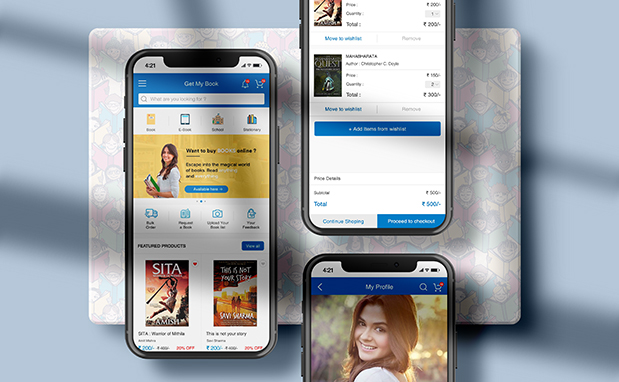 4:21
Get My Book
What are you looking for ?
Book
E-Book
School
Stationery
Want to buy BOOKS online ?
Escape into the magical world
of books Read anything
and everything
Available Now
Bulk
Order
Request
a Book
Upload Your
Book list
Your
Feedback
FEATURED PRODUCTS
View all
SITA
AMISH
THIS IS NOT
YOUR STORY
SAVI SHARMA
SITA : Warrior of Mithila
Amit Mishra
₹ 200/-
20% OFF
This is not your story
Savi Sharma
₹ 200/-
20% OFF
SITA
AMISH
Price :
₹ 200/-
Quantity :
1
Total :
₹ 200/-
Move to wishlist
Remove
QUEST
MAHABHARATA
Author : Christopher C. Doyle
Price :
₹ 150/-
Quantity :
2
Total :
₹ 300/-
Move to wishlist
Remove
+ Add items from wishlist
Price Details
Subtotal
₹ 500/-
Total
₹ 500/-
Continue Shoping
Proceed to checkout
4:21
My Profile